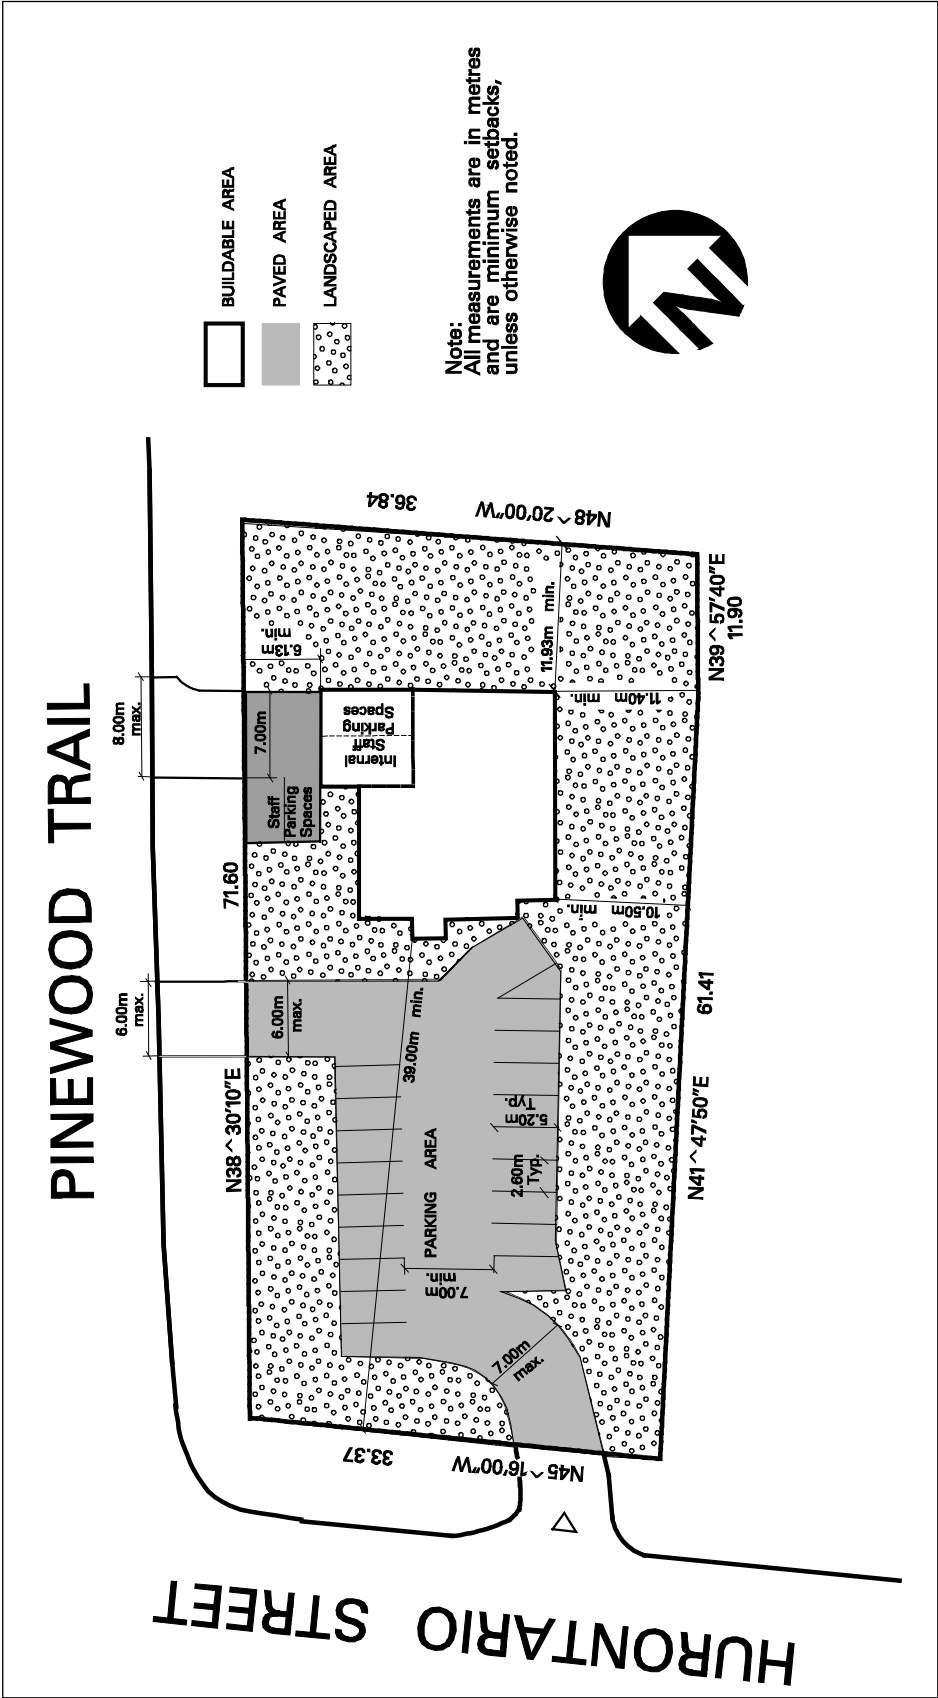 PINEWOOD TRAIL
HURONTARIO STREET
BUILDABLE AREA
PAVED AREA
LANDSCAPED AREA
Note:
All measurements are in metres
and are minimum setbacks,
unless otherwise noted.
N
8.00m
max.
6.00m
max.
71.60
N38^30'10"E
36.84
N48^20'00"W
N39^57'40"E
11.90
61.41
N41^47'50"E
33.37
N45^16'00"W
6.13m
min.
7.00m
Staff
Parking
Spaces
Internal
Staff
Parking
Spaces
11.93m min.
11.40m min.
10.50m min.
6.00m
max.
39.00m min.
PARKING AREA
5.20m
Typ.
2.60m
Typ.
7.00m
min.
7.00m
max.